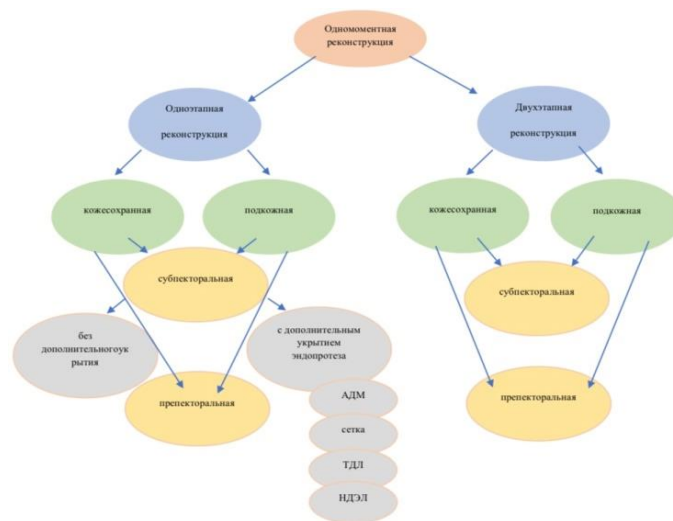 Одномоментная
реконструкция
Одноэтапная
реконструкция
Двухэтапная
реконструкция
кожесохранная
подкожная
кожесохранная
подкожная
субпекторальная
субпекторальная
без
дополнительногоук
рытия
с дополнительным
укрытием
эндопротеза
препекторальная
препекторальная
АДМ
сетка
ТДЛ
НДЭЛ